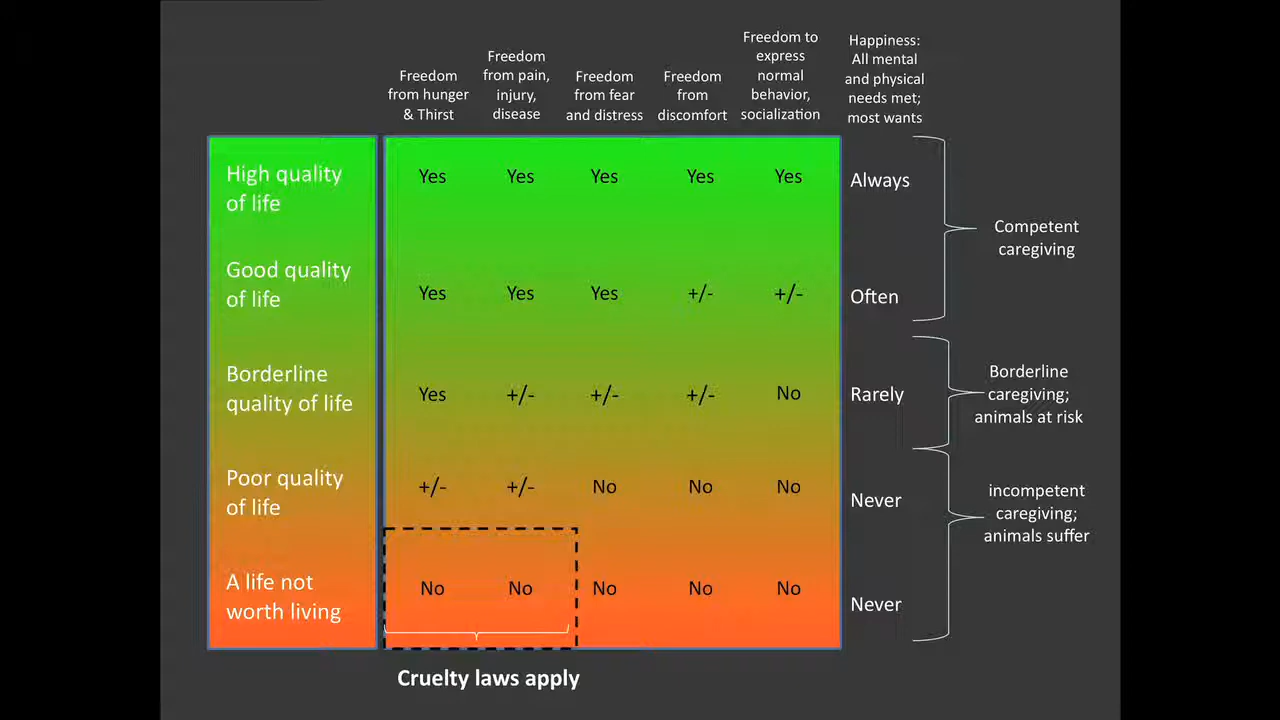 Freedom
from hunger
& Thirst
Freedom
from pain,
injury,
disease
Freedom
from fear
and distress
Freedom
from
discomfort
Freedom to
express
normal
behavior,
socialization
Happiness:
All mental
and physical
needs met;
most wants
High quality
of life
Yes Yes Yes Yes Yes
Always
Competent
caregiving
Good quality
of life
Yes Yes Yes +/- +/-
Often
Borderline
quality of life
Yes +/- +/- +/- No
Rarely
Borderline
caregiving;
animals at risk
Poor quality
of life
+/- +/- No No No
Never
incompetent
caregiving;
animals suffer
A life not
worth living
No No No No No
Never
Cruelty laws apply